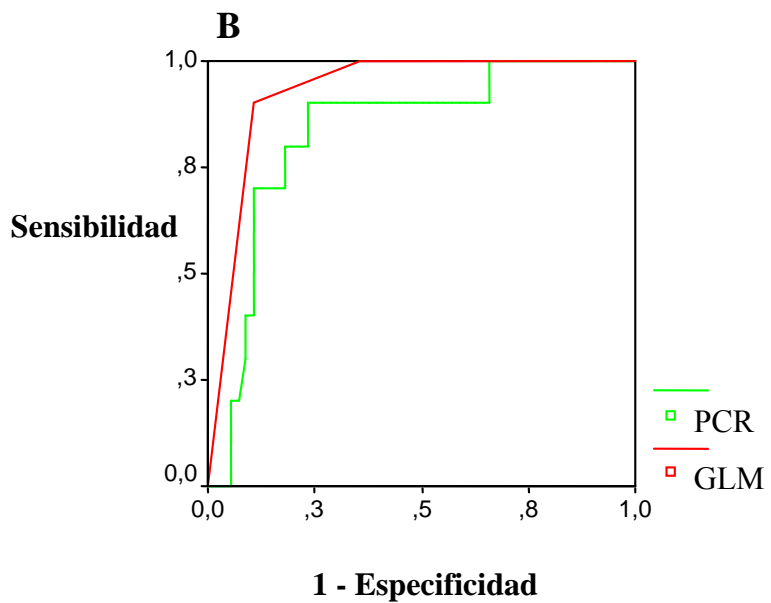 B
1,0
,8
Sensibilidad
,5
,3
0,0
0,0 ,3 ,5 ,8 1,0
1 - Especificidad
PCR
GLM